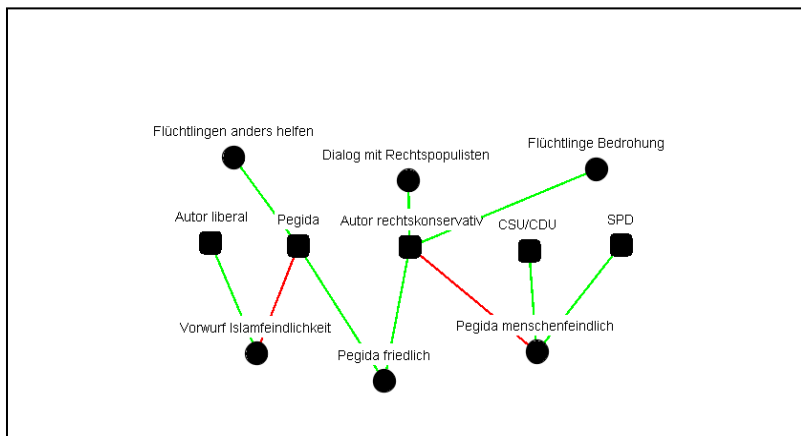 Flüchtlingen anders helfen
Dialog mit Rechtspopulisten
Flüchtlinge Bedrohung
Autor liberal
Pegida
Autor rechtskonservativ
CSU/CDU
SPD
Vorwurf Islamfeindlichkeit
Pegida friedlich
Pegida menschenfeindlich